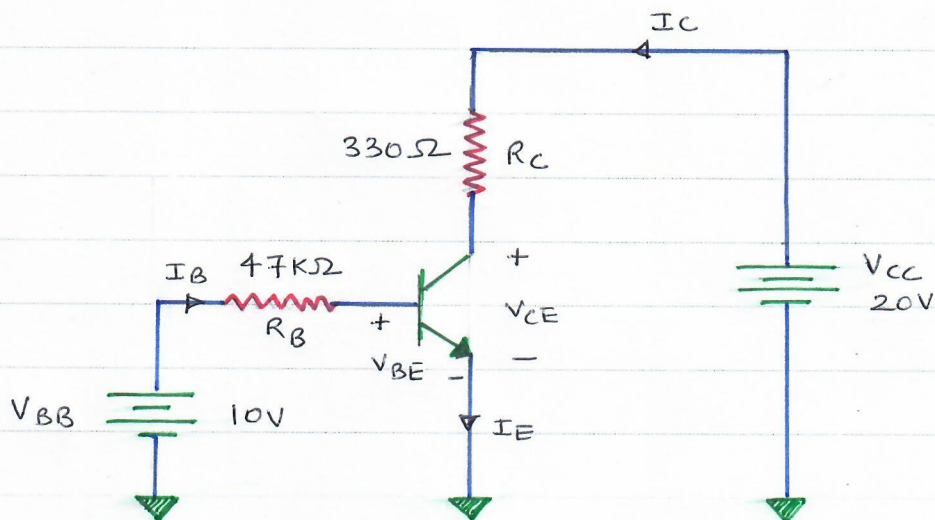 IC
330Ω RC
IB 47KΩ
RB
+
+
VCE
VBE
-
-
VCC
20V
VBB 10V
IE